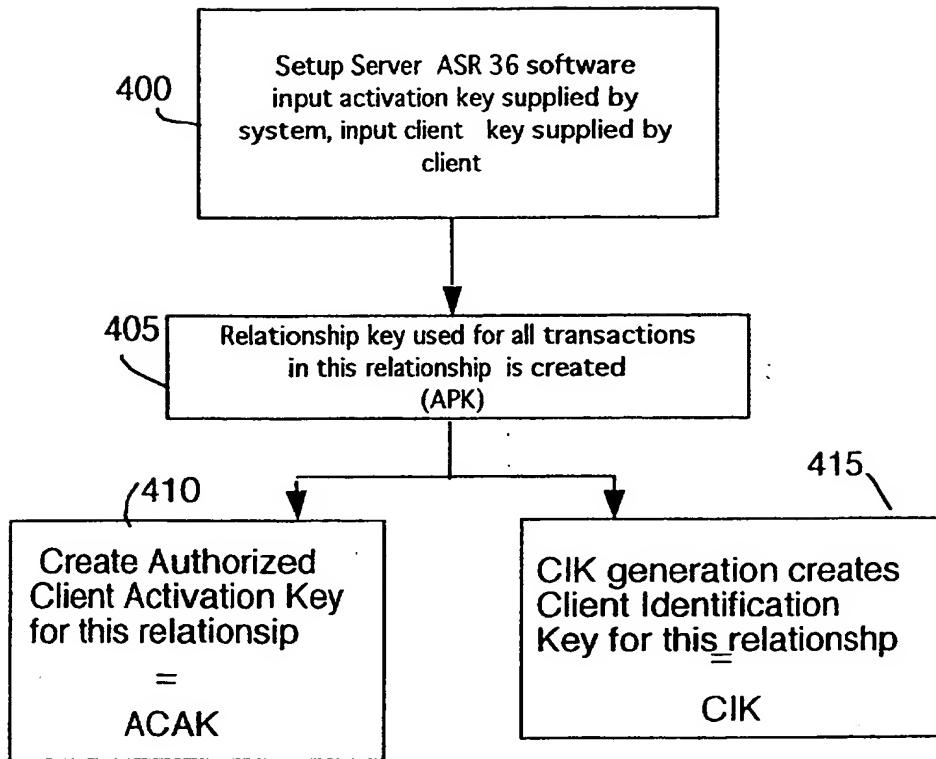 400
Setup Server ASR 36 software
input activation key supplied by
system, input client key supplied by
client
405
Relationship key used for all transactions
in this relationship is created
(APK)
410
Create Authorized
Client Activation Key
for this relationsip
=
ACAK
415
CIK generation creates
Client Identification
Key for this relationshp
=
CIK